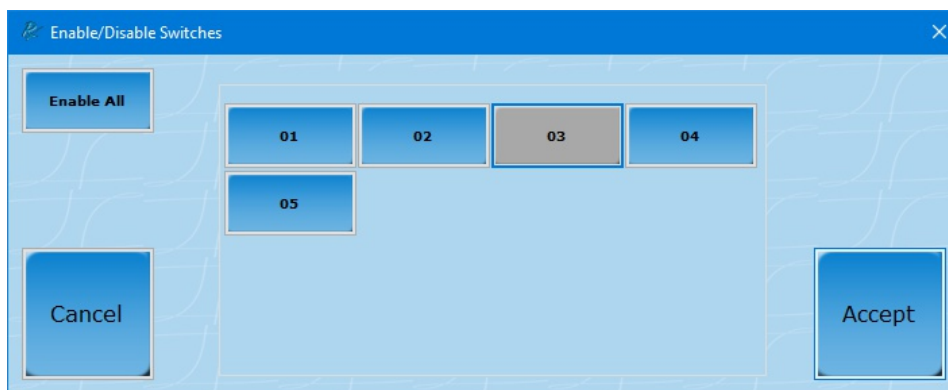 Enable/Disable Switches
Enable All
01 02 03 04
05
Cancel
Accept